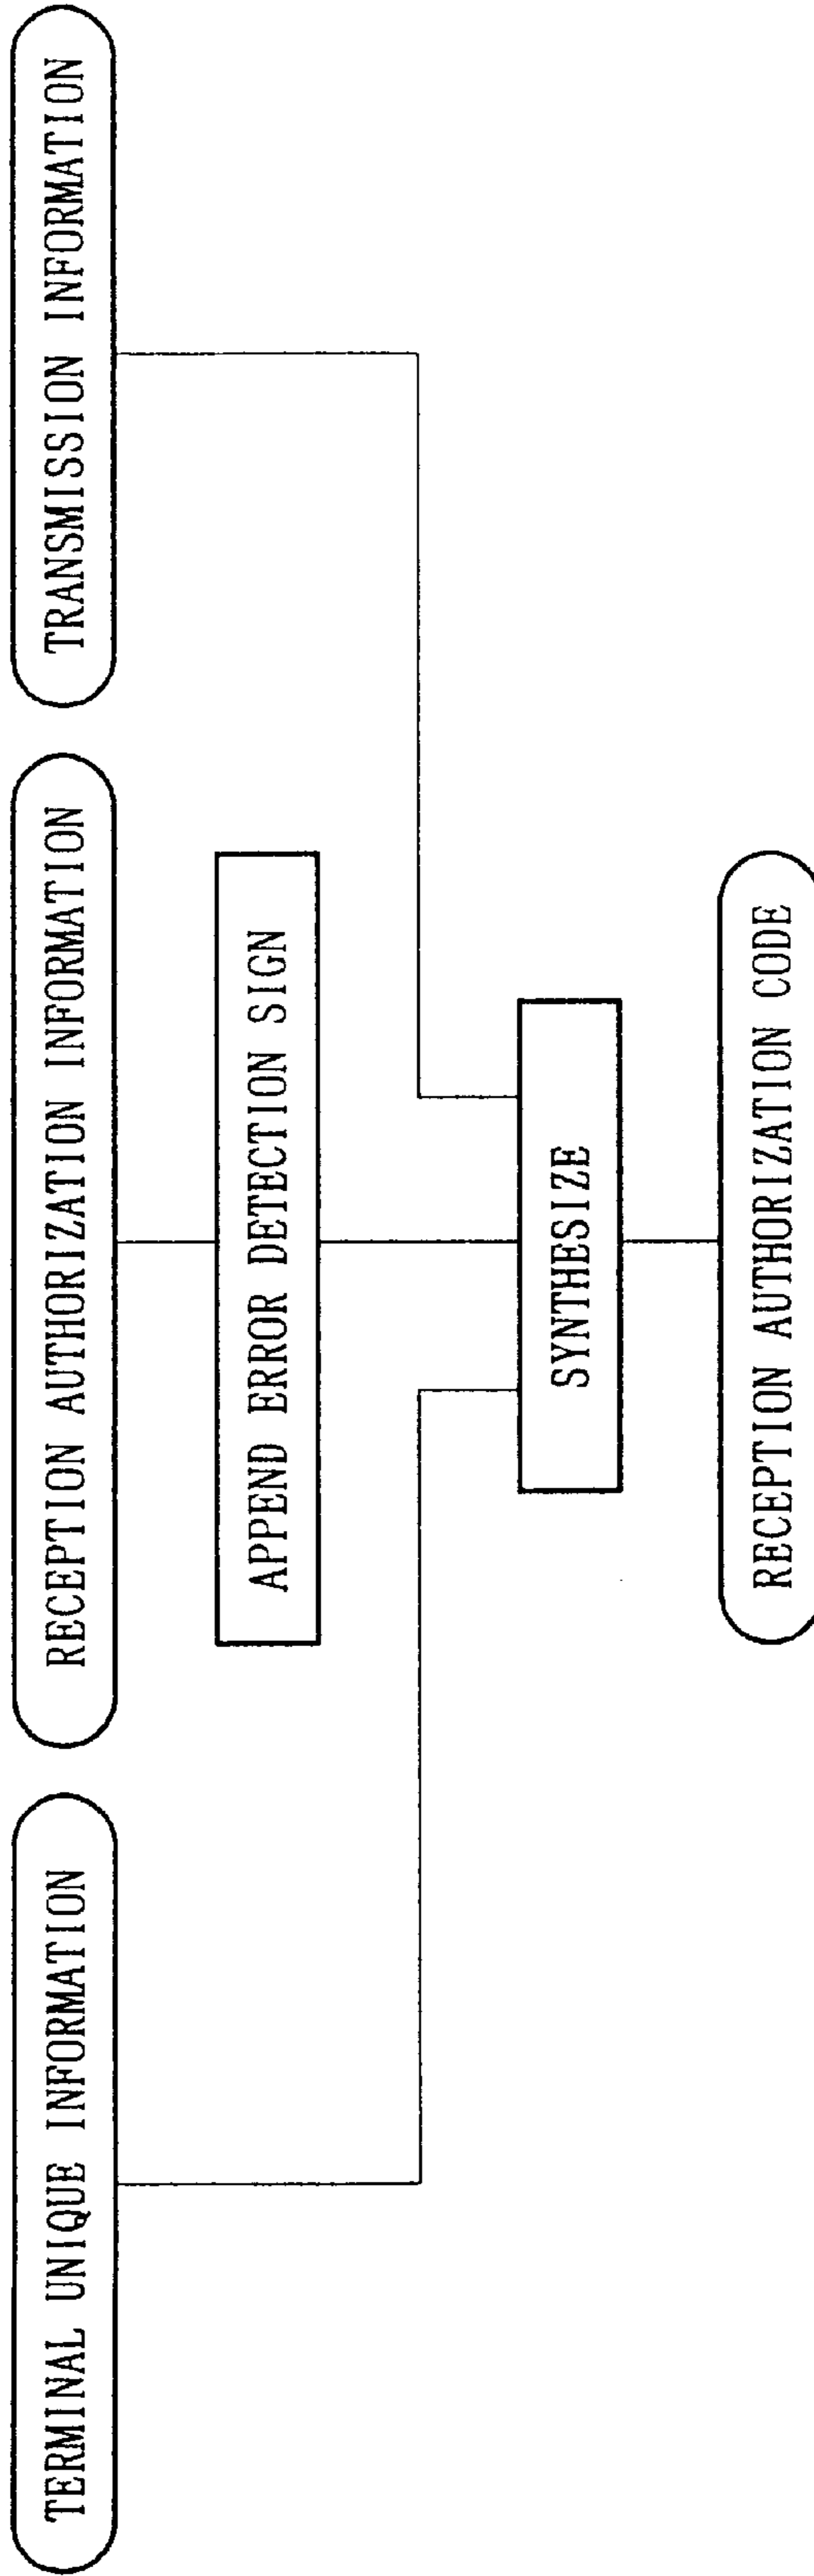 TERMINAL UNIQUE INFORMATION
RECEPTION AUTHORIZATION INFORMATION
TRANSMISSION INFORMATION
APPEND ERROR DETECTION SIGN
SYNTHESIZE
RECEPTION AUTHORIZATION CODE